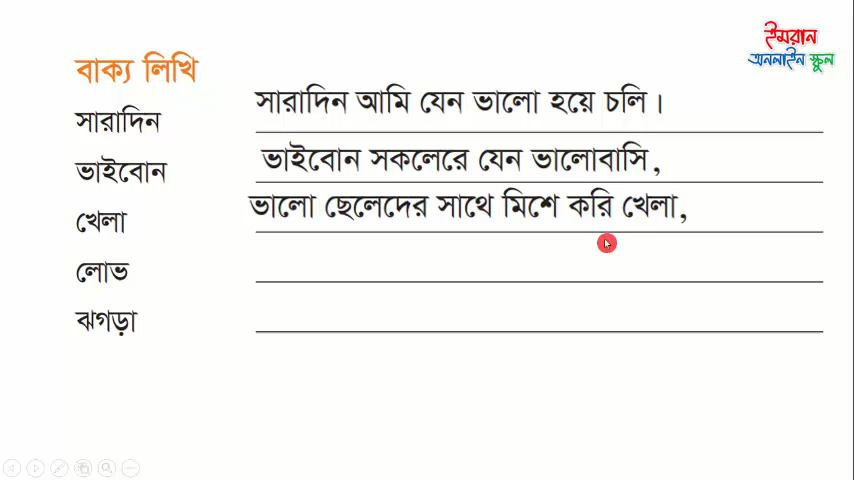 ইমরান
অনলাইন স্কুল
বাক্য লিখি
সারাদিন সারাদিন আমি যেন ভালো হয়ে চলি।
ভাইবোন ভাইবোন সকলেরে যেন ভালোবাসি,
খেলা ভালো ছেলেদের সাথে মিশে করি খেলা,
লোভ
ঝগড়া